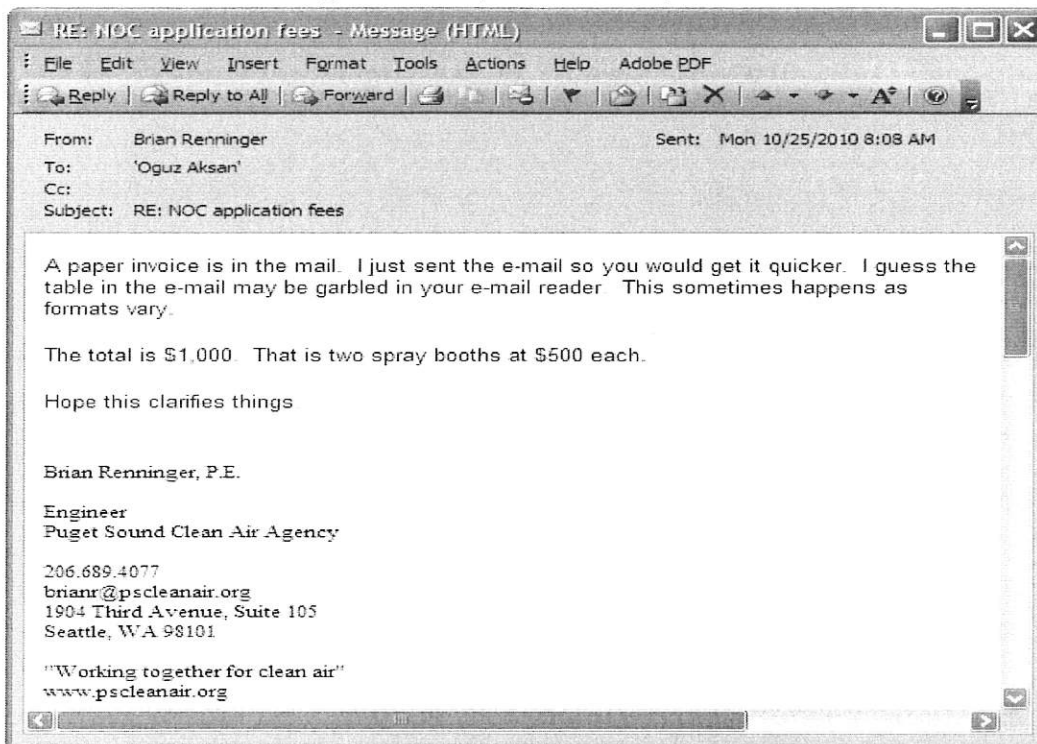 RE: NOC application fees - Message (HTML)
File Edit View Insert Format Tools Actions Help Adobe PDF
Reply Reply to All Forward
From: Brian Renninger Sent: Mon 10/25/2010 8:08 AM
To: 'Oguz Aksan'
Cc:
Subject: RE: NOC application fees
A paper invoice is in the mail. I just sent the e-mail so you would get it quicker. I guess the
table in the e-mail may be garbled in your e-mail reader. This sometimes happens as
formats vary.
The total is $1,000. That is two spray booths at $500 each.
Hope this clarifies things
Brian Renninger, P.E.
Engineer
Puget Sound Clean Air Agency
206.689.4077
brianr@pscleanair.org
1904 Third Avenue, Suite 105
Seattle, WA 98101
"Working together for clean air"
www.pscleanair.org